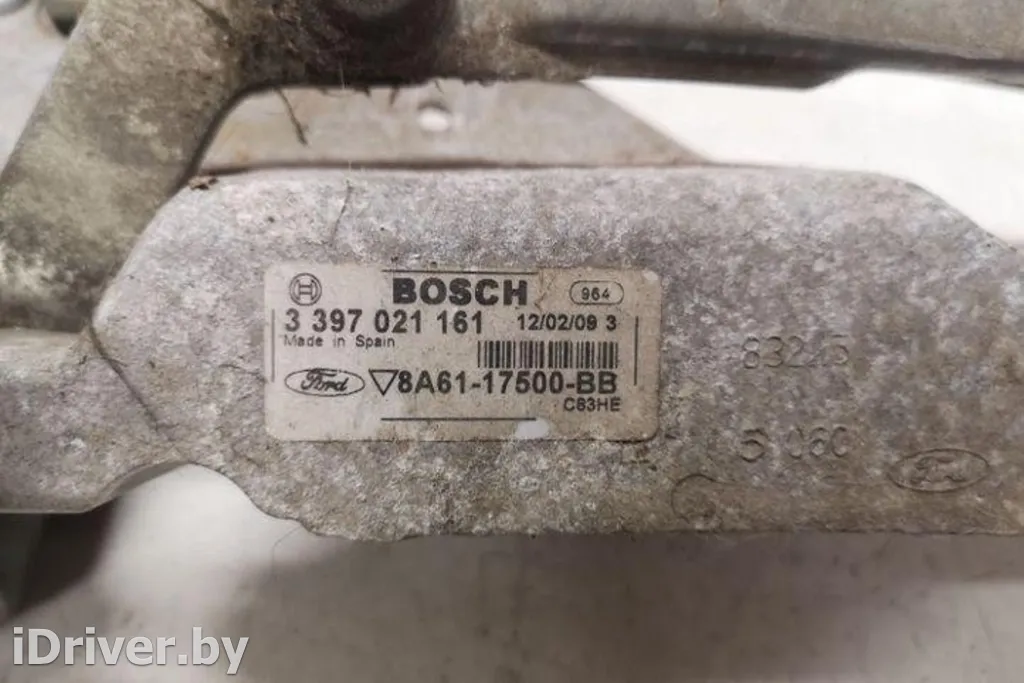 BOSCH 964
3 397 021 161 12/02/09 3
Made in Spain
Ford 8A61-17500-BB
C83HE
5 060
Ford
iDriver.by